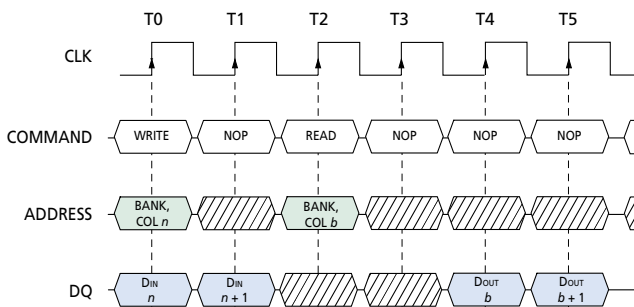 T0 T1 T2 T3 T4 T5
CLK
COMMAND WRITE NOP READ NOP NOP NOP
ADDRESS
BANK,
COL n
BANK,
COL b
DQ
DIN
n
DIN
n + 1
DOUT
b
DOUT
b + 1